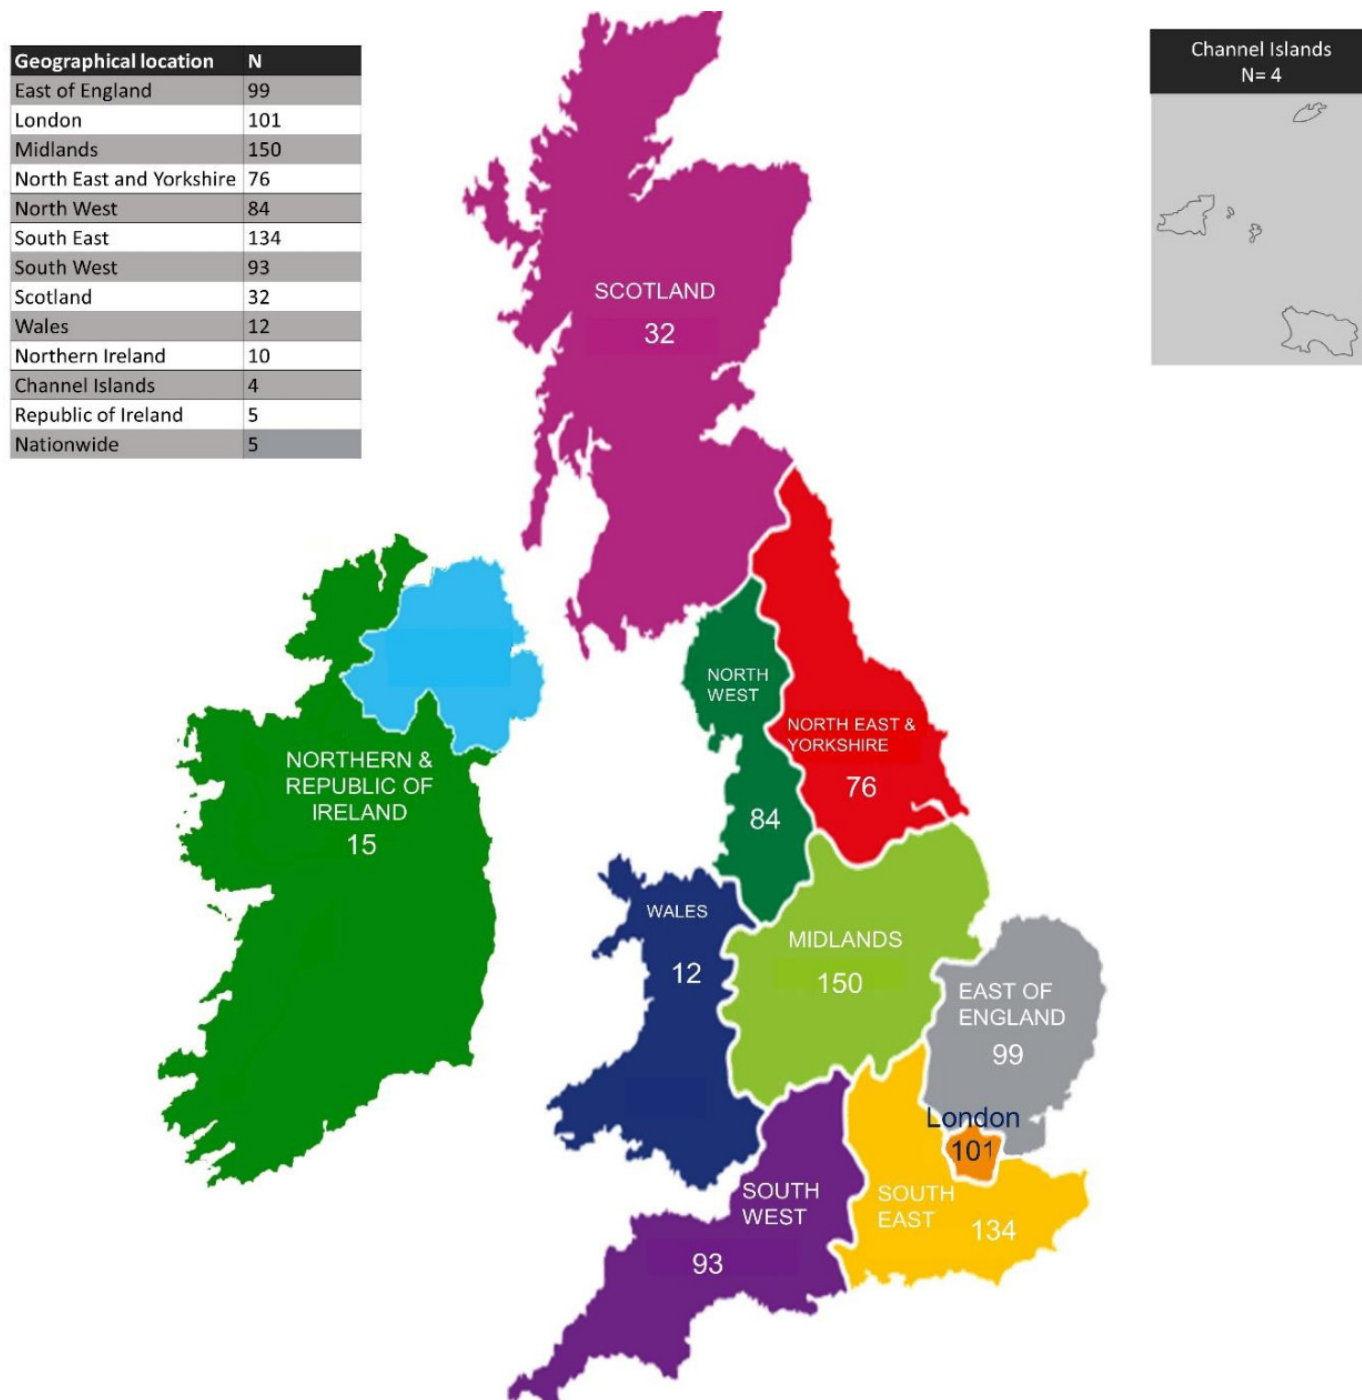 Geographical location N
East of England 99
London 101
Midlands 150
North East and Yorkshire 76
North West 84
South East 134
South West 93
Scotland 32
Wales 12
Northern Ireland 10
Channel Islands 4
Republic of Ireland 5
Nationwide 5
Channel Islands
N= 4
SCOTLAND
32
NORTH
WEST
84
NORTH EAST &
YORKSHIRE
76
NORTHERN &
REPUBLIC OF
IRELAND
15
WALES
12
MIDLANDS
150
EAST OF
ENGLAND
99
London
101
SOUTH
WEST
93
SOUTH
EAST
134